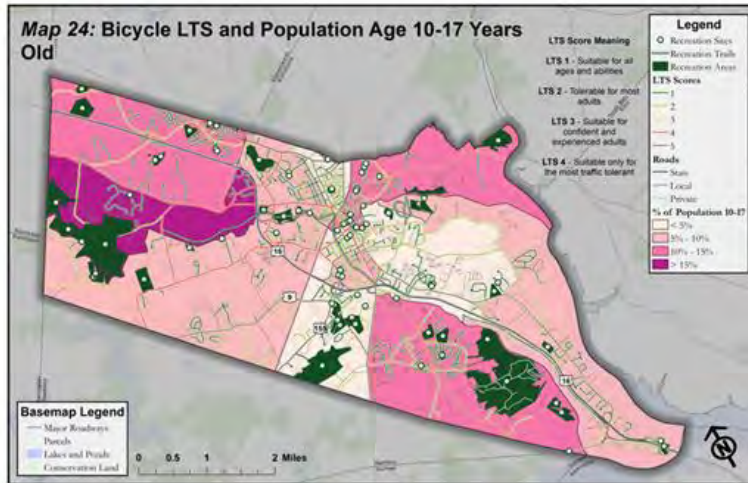 Map 24: Bicycle LTS and Population Age 10-17 Years
Old
LTS Score Meaning
LTS 1 - Suitable for all
ages and abilities
LTS 2 - Tolerable for most
adults
LTS 3 - Suitable for
confident and
experienced adults
LTS 4 - Suitable only for
the most traffic tolerant
Legend
Recreation Sites
Recreation Trails
Recreation Areas
LTS Scores
1
2
3
4
5
Roads
State
Local
Private
% of Population 10-17
< 5%
5% - 10%
10% - 15%
> 15%
16
9
155
16
Basemap Legend
Major Roadways
Parcels
Lakes and Ponds
Conservation Land
0 0.5 1 2 Miles
N